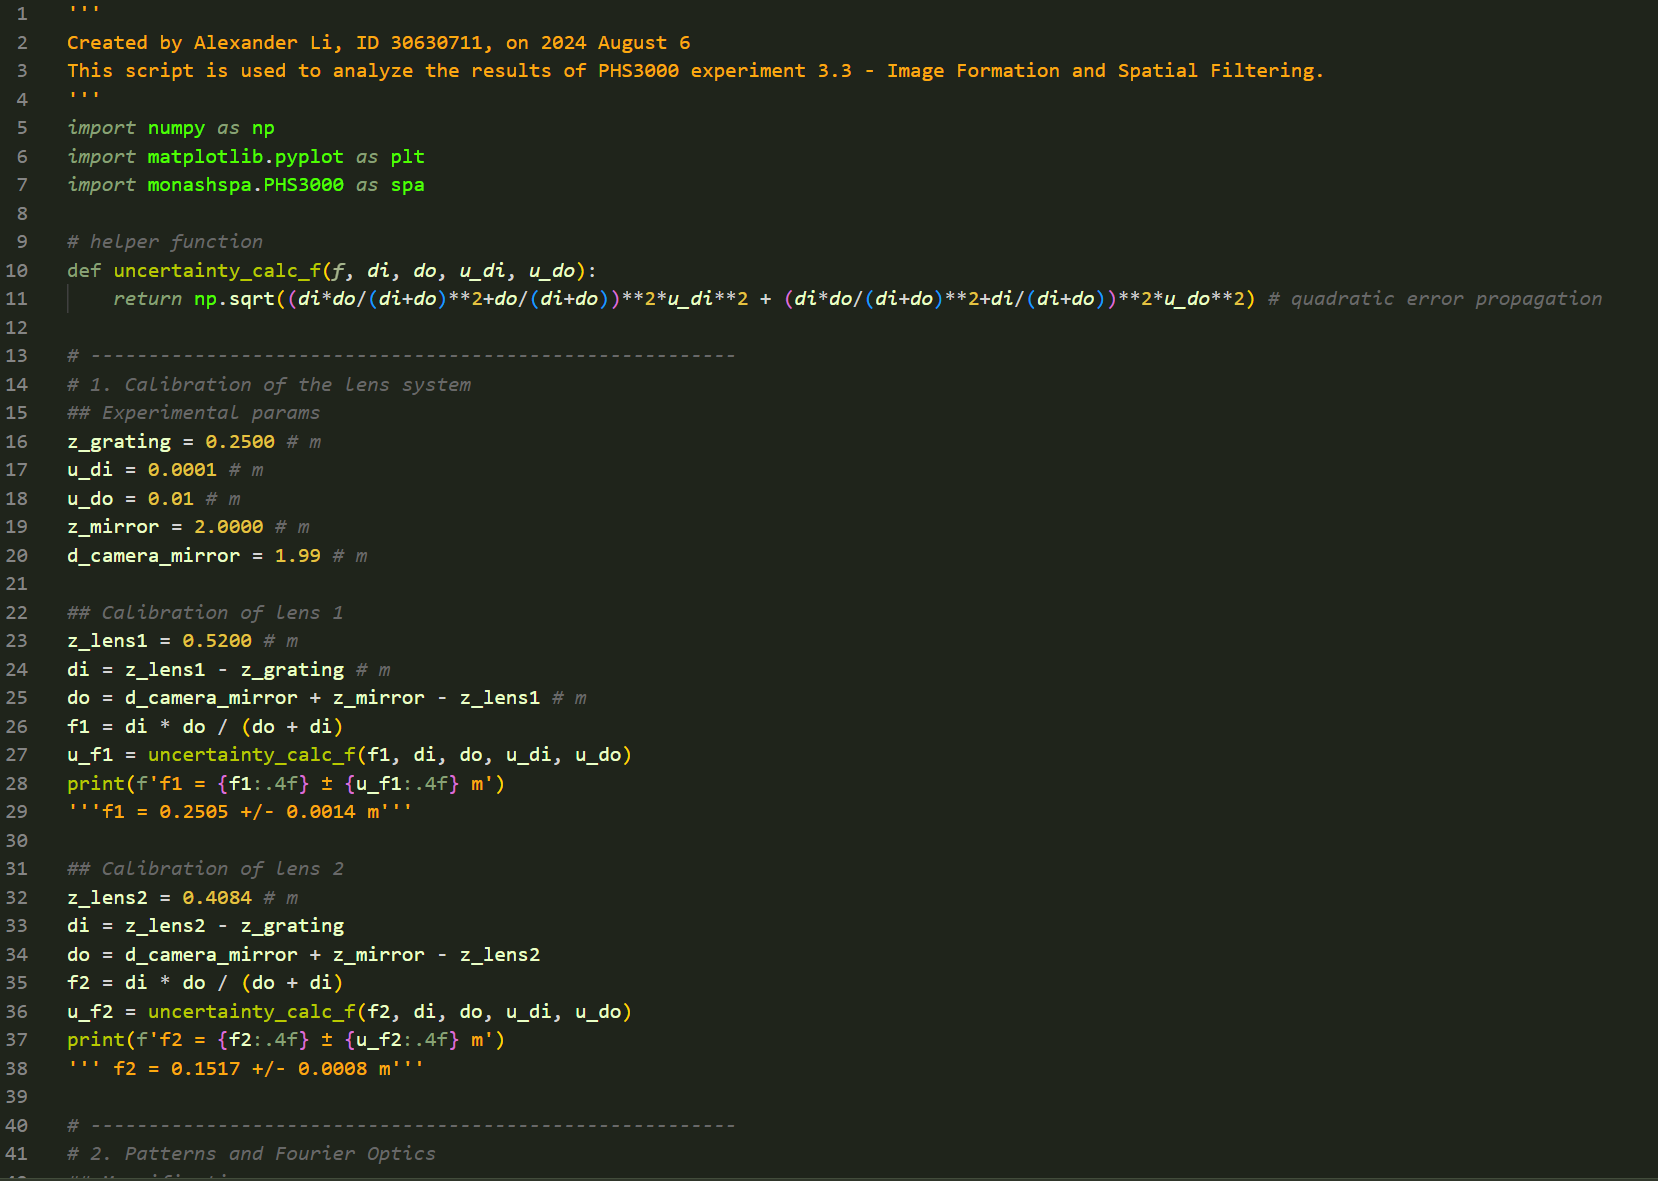 1 '''
2 Created by Alexander Li, ID 30630711, on 2024 August 6
3 This script is used to analyze the results of PHS3000 experiment 3.3 - Image Formation and Spatial Filtering.
4 '''
5 import numpy as np
6 import matplotlib.pyplot as plt
7 import monashspa.PHS3000 as spa
8
9 # helper function
10 def uncertainty_calc_f(f, di, do, u_di, u_do):
11     return np.sqrt((di*do/(di+do)**2+do/(di+do))**2*u_di**2 + (di*do/(di+do)**2+di/(di+do))**2*u_do**2) # quadratic error propagation
12
13 # --------------------------------------------------------
14 # 1. Calibration of the lens system
15 ## Experimental params
16 z_grating = 0.2500 # m
17 u_di = 0.0001 # m
18 u_do = 0.01 # m
19 z_mirror = 2.0000 # m
20 d_camera_mirror = 1.99 # m
21
22 ## Calibration of lens 1
23 z_lens1 = 0.5200 # m
24 di = z_lens1 - z_grating # m
25 do = d_camera_mirror + z_mirror - z_lens1 # m
26 f1 = di * do / (do + di)
27 u_f1 = uncertainty_calc_f(f1, di, do, u_di, u_do)
28 print(f'f1 = {f1:.4f} ± {u_f1:.4f} m')
29 '''f1 = 0.2505 +/- 0.0014 m'''
30
31 ## Calibration of lens 2
32 z_lens2 = 0.4084 # m
33 di = z_lens2 - z_grating
34 do = d_camera_mirror + z_mirror - z_lens2
35 f2 = di * do / (do + di)
36 u_f2 = uncertainty_calc_f(f2, di, do, u_di, u_do)
37 print(f'f2 = {f2:.4f} ± {u_f2:.4f} m')
38 ''' f2 = 0.1517 +/- 0.0008 m'''
39
40 # --------------------------------------------------------
41 # 2. Patterns and Fourier Optics